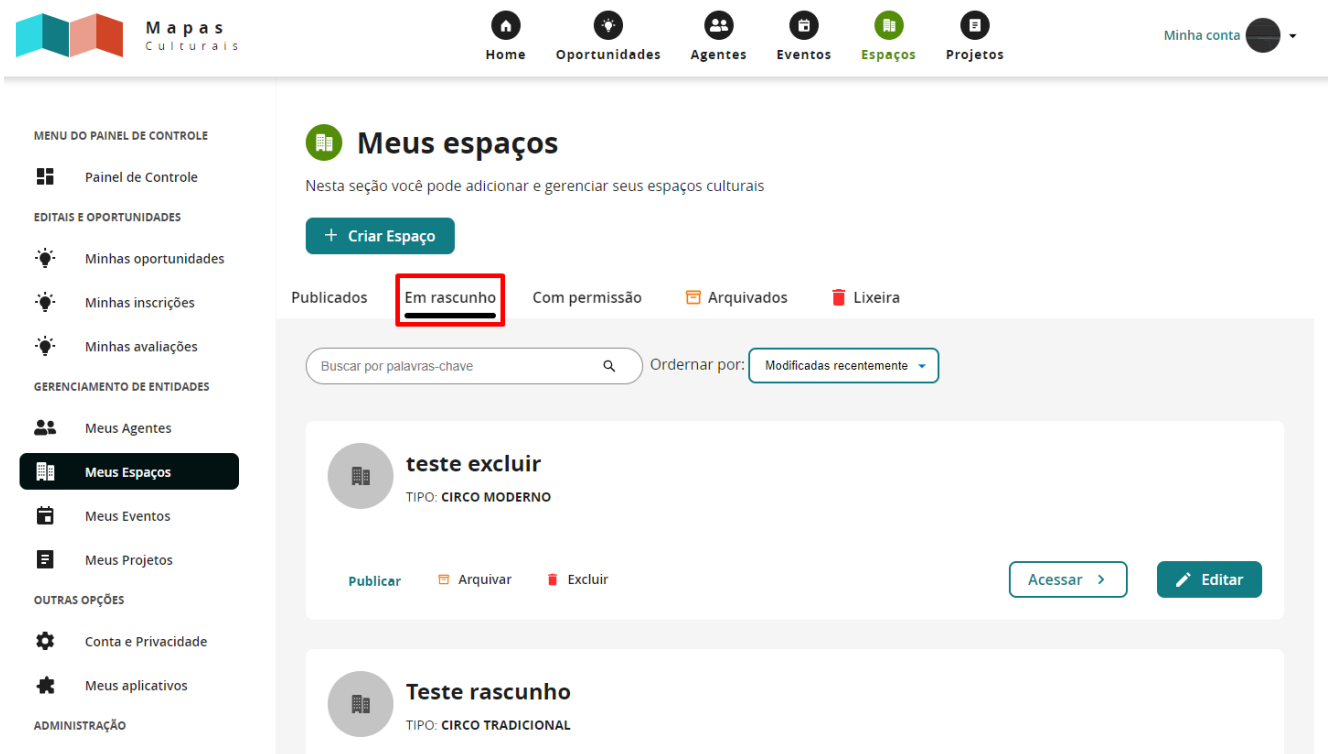 Mapas
Culturais
Home
Oportunidades
Agentes
Eventos
Espaços
Projetos
Minha conta
MENU DO PAINEL DE CONTROLE
Painel de Controle
EDITAIS E OPORTUNIDADES
Minhas oportunidades
Minhas inscrições
Minhas avaliações
GERENCIAMENTO DE ENTIDADES
Meus Agentes
Meus Espaços
Meus Eventos
Meus Projetos
OUTRAS OPÇÕES
Conta e Privacidade
Meus aplicativos
ADMINISTRAÇÃO
Meus espaços
Nesta seção você pode adicionar e gerenciar seus espaços culturais
+ Criar Espaço
Publicados
Em rascunho
Com permissão
Arquivados
Lixeira
Buscar por palavras-chave
Ordernar por:
Modificadas recentemente
teste excluir
TIPO: CIRCO MODERNO
Publicar
Arquivar
Excluir
Acessar
Editar
Teste rascunho
TIPO: CIRCO TRADICIONAL